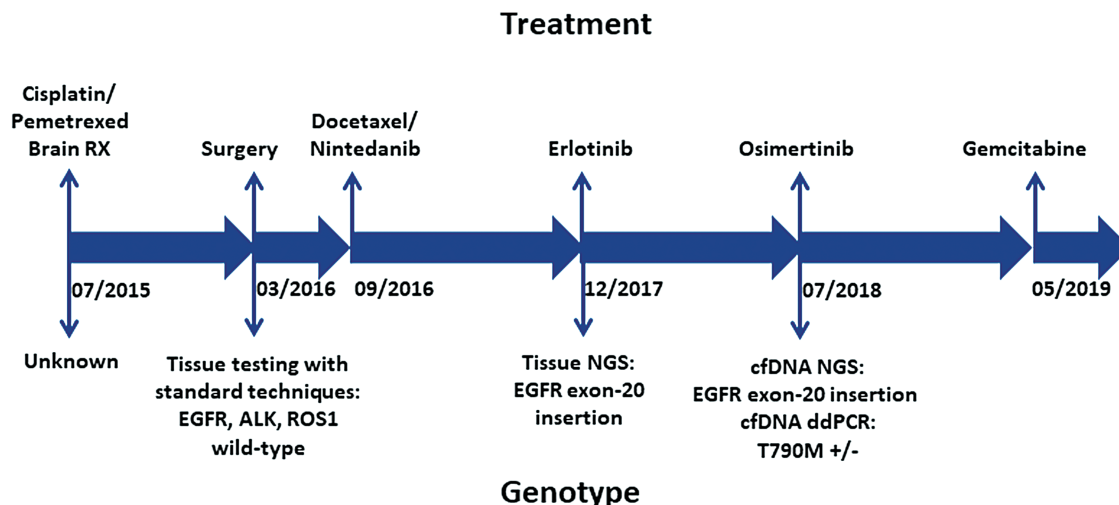 Treatment
Cisplatin/
Pemetrexed
Brain RX
Surgery
Docetaxel/
Nintedanib
Erlotinib
Osimertinib
Gemcitabine
07/2015
03/2016
09/2016
12/2017
07/2018
05/2019
Unknown
Tissue testing with
standard techniques:
EGFR, ALK, ROS1
wild-type
Tissue NGS:
EGFR exon-20
insertion
cfDNA NGS:
EGFR exon-20 insertion
cfDNA ddPCR:
T790M +/-
Genotype